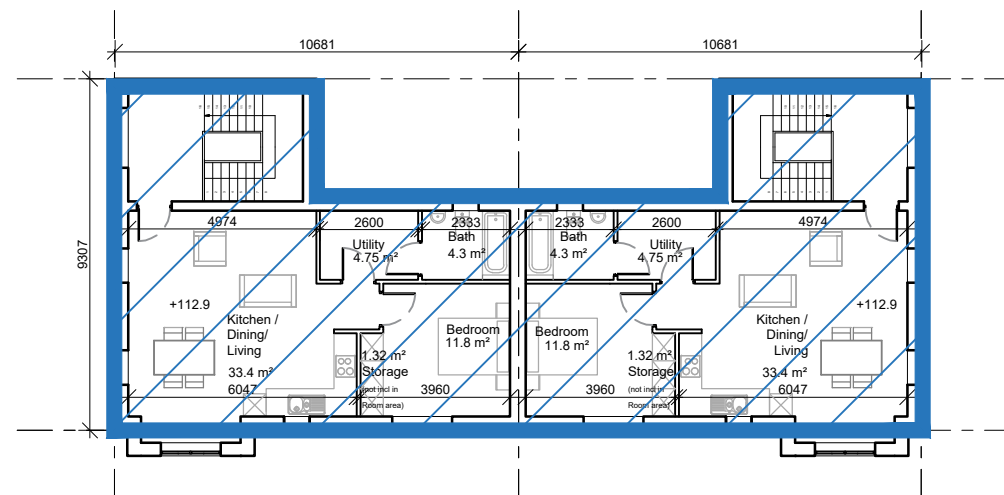 10681 10681
9307
4974 2600 2333 2333 2600 4974
Bath
4.3 m²
Utility
4.75 m²
Bath
4.3 m²
Utility
4.75 m²
+112.9
Kitchen /
Dining/
Living
33.4 m²
6047
Bedroom
11.8 m²
1.32 m²
Storage
(not incl in
Room area)
3960
Bedroom
11.8 m²
1.32 m²
Storage
(not incl in
Room area)
3960
+112.9
Kitchen /
Dining/
Living
33.4 m²
6047